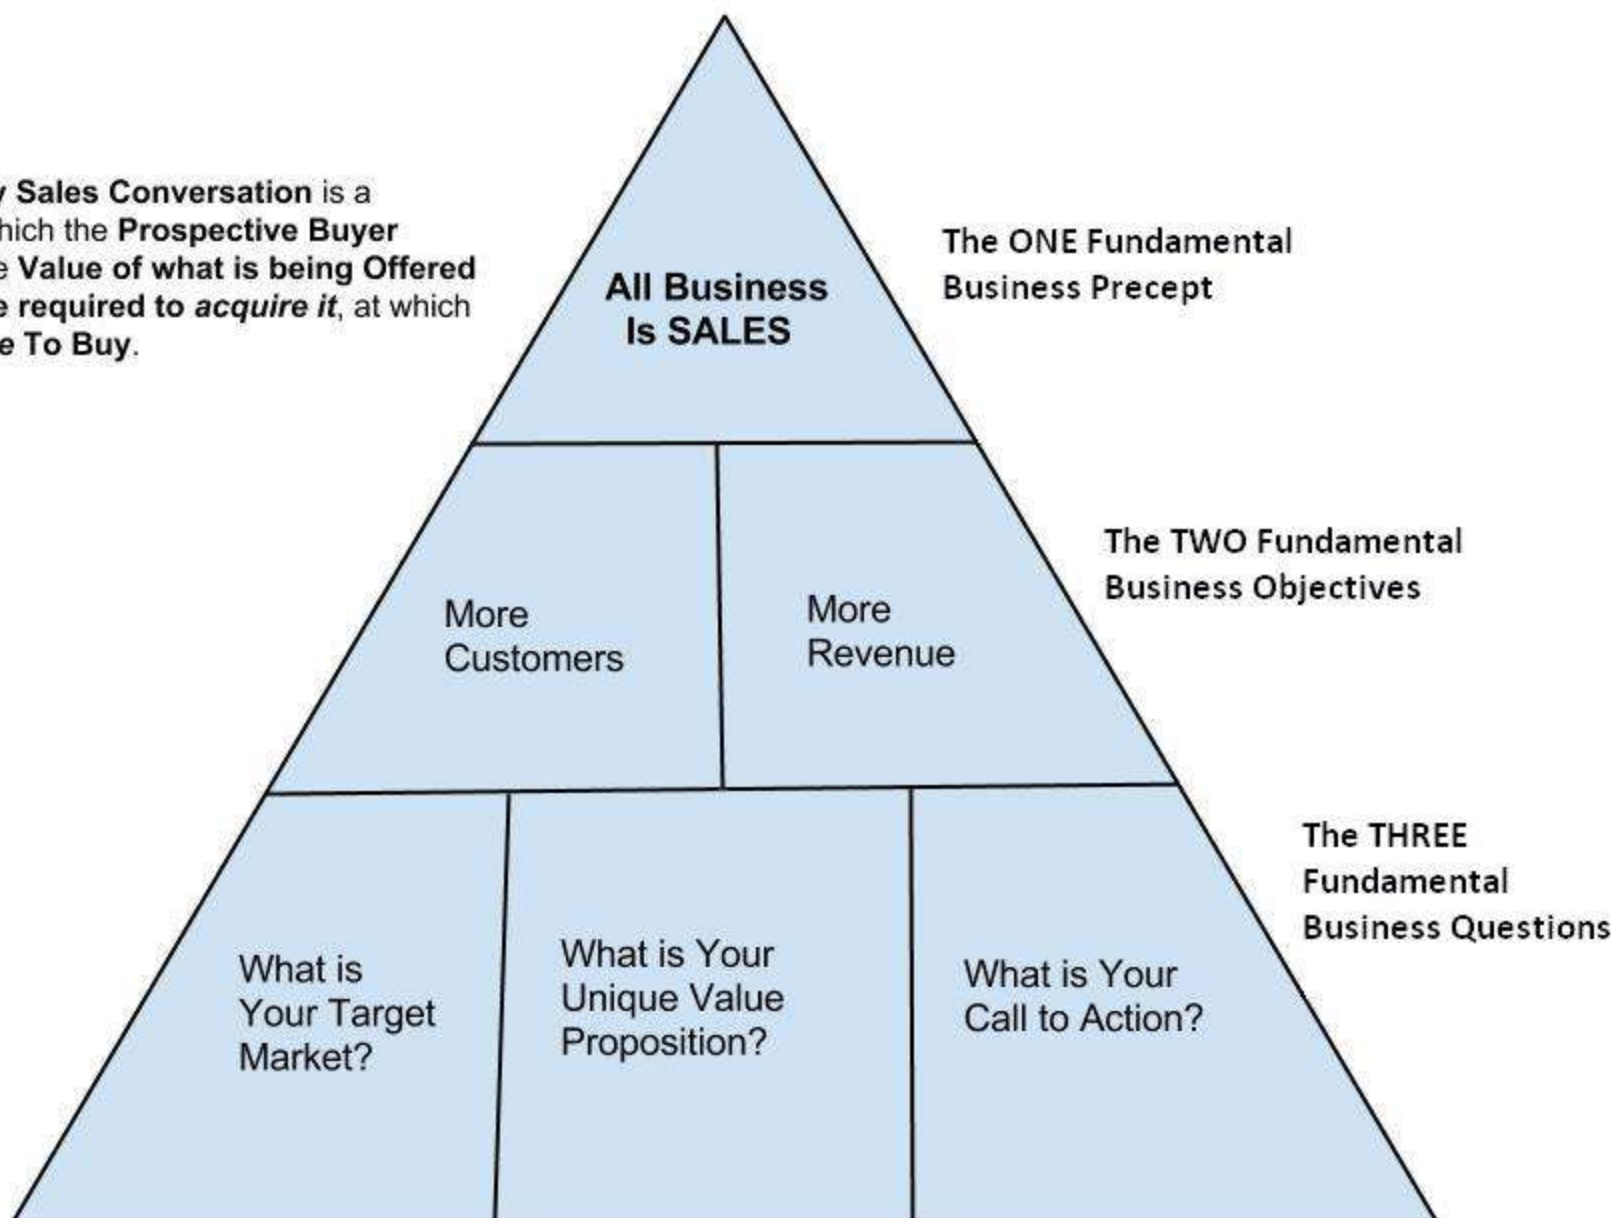 Sales Conversation is a
the Prospective Buyer
Value of what is being Offered
required to acquire it, at which
To Buy.
All Business
Is SALES
The ONE Fundamental
Business Precept
More
Customers
More
Revenue
The TWO Fundamental
Business Objectives
What is
Your Target
Market?
What is Your
Unique Value
Proposition?
What is Your
Call to Action?
The THREE
Fundamental
Business Questions